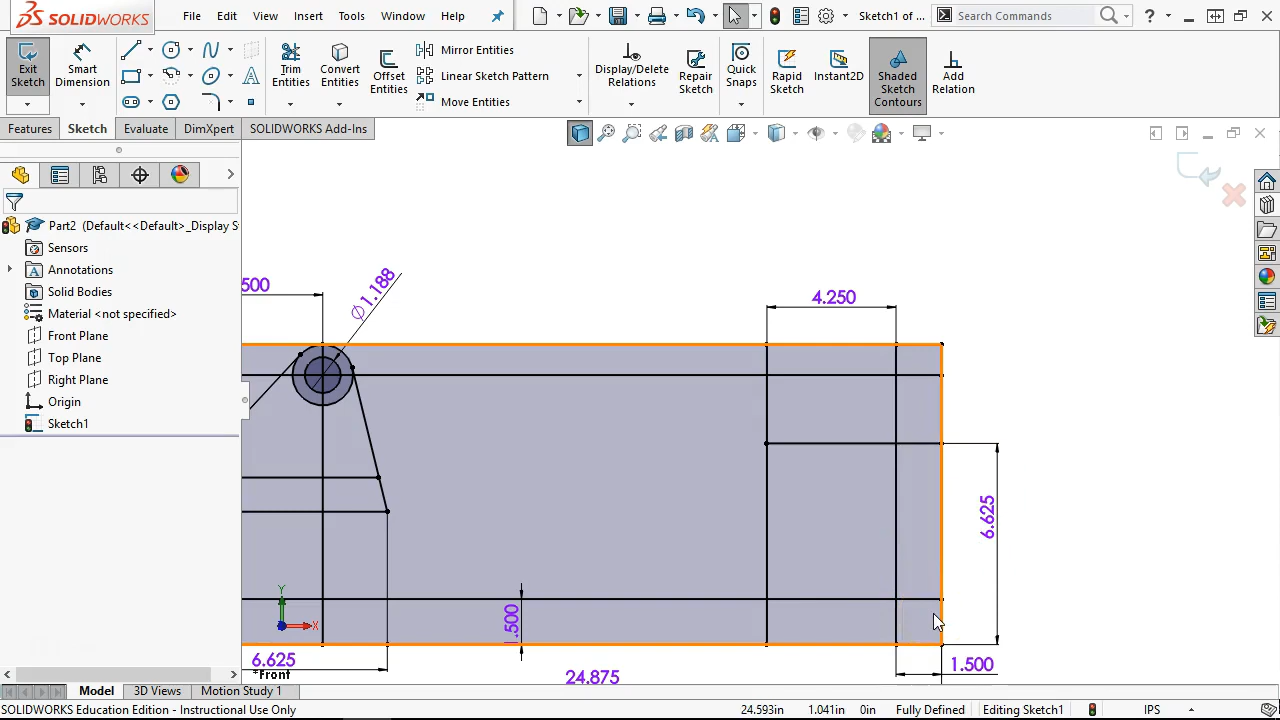 SOLIDWORKS File Edit View Insert Tools Window Help Sketch1 of ... Search Commands
Exit Sketch Smart Dimension Trim Entities Convert Entities Offset Entities Mirror Entities Linear Sketch Pattern Move Entities Display/Delete Relations Repair Sketch Quick Snaps Rapid Sketch Instant2D Shaded Sketch Contours Add Relation
Features Sketch Evaluate DimXpert SOLIDWORKS Add-Ins
Part2 (Default<<Default>_Display S
Sensors
Annotations
Solid Bodies
Material <not specified>
Front Plane
Top Plane
Right Plane
Origin
Sketch1
500
Ø1.188
4.250
6.625
1.500
Y
X
6.625
*Front
24.875
1.500
Model 3D Views Motion Study 1
SOLIDWORKS Education Edition - Instructional Use Only 24.593in 1.041in 0in Fully Defined Editing Sketch1 IPS